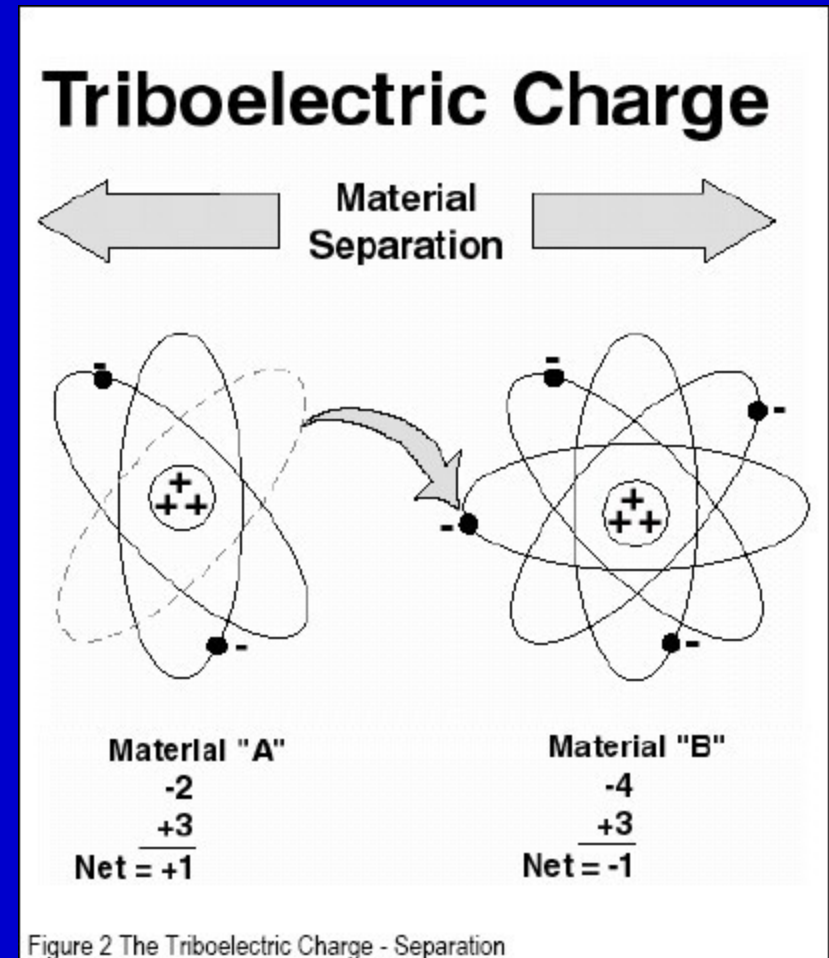 Triboelectric Charge
Material
Separation
-
-
-
-
-
-
+
++
+
++
Material "A"
-2
+3
Net = +1
Material "B"
-4
+3
Net = -1
Figure 2 The Triboelectric Charge - Separation